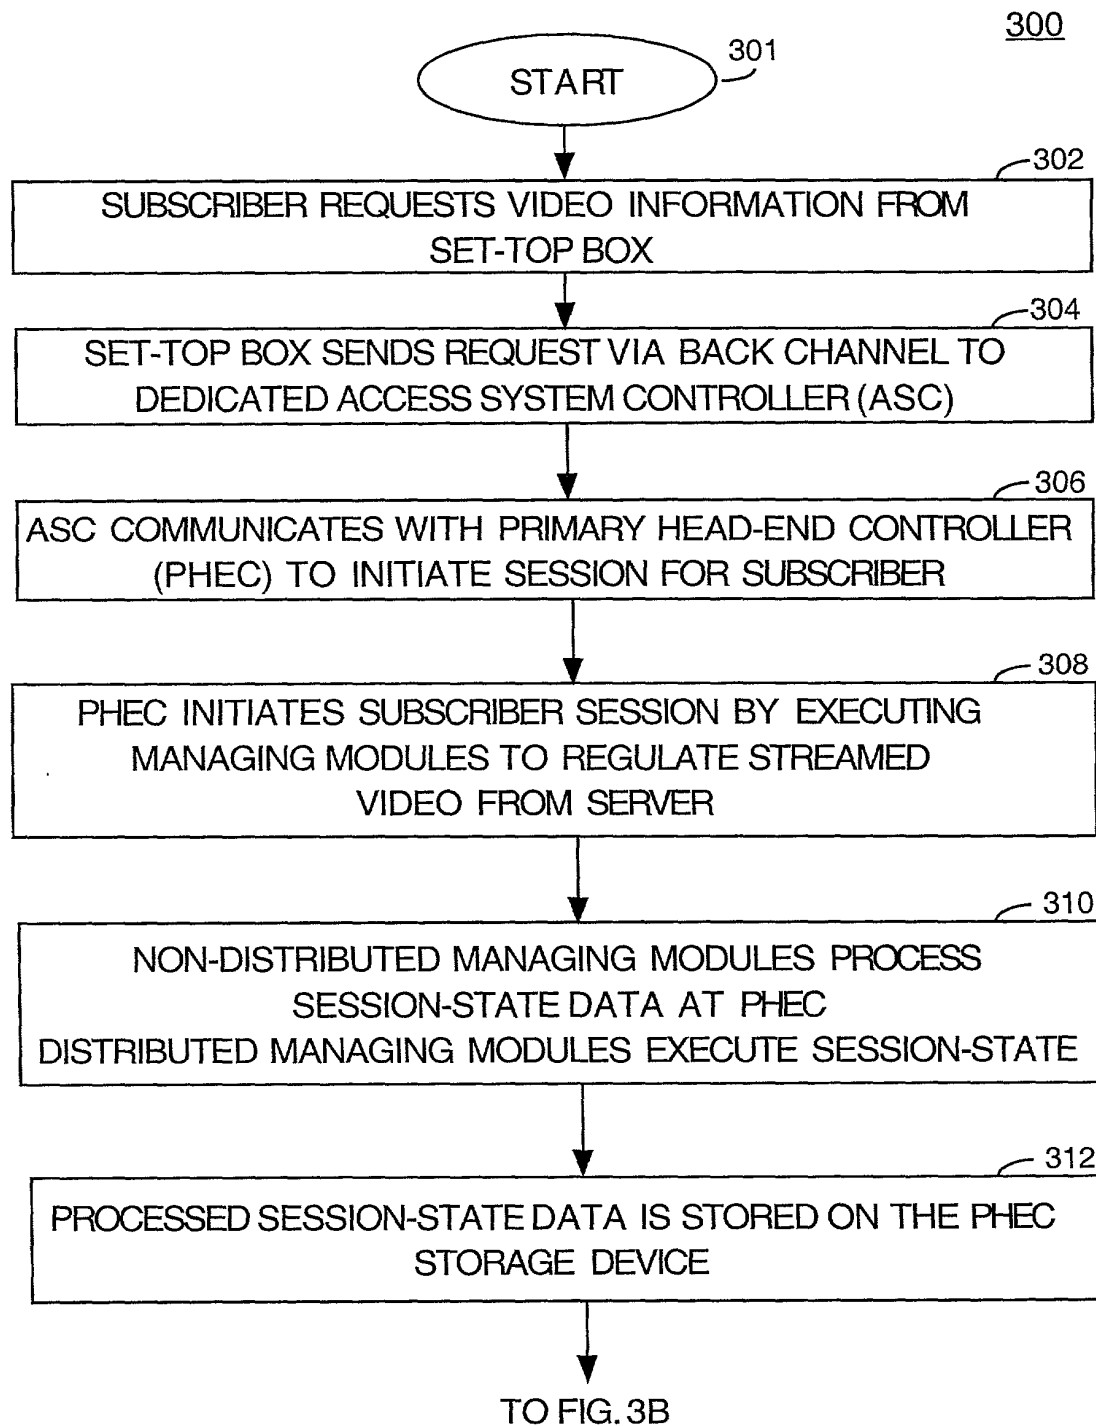 300
START
301
302
SUBSCRIBER REQUESTS VIDEO INFORMATION FROM
SET-TOP BOX
304
SET-TOP BOX SENDS REQUEST VIA BACK CHANNEL TO
DEDICATED ACCESS SYSTEM CONTROLLER (ASC)
306
ASC COMMUNICATES WITH PRIMARY HEAD-END CONTROLLER
(PHEC) TO INITIATE SESSION FOR SUBSCRIBER
308
PHEC INITIATES SUBSCRIBER SESSION BY EXECUTING
MANAGING MODULES TO REGULATE STREAMED
VIDEO FROM SERVER
310
NON-DISTRIBUTED MANAGING MODULES PROCESS
SESSION-STATE DATA AT PHEC
DISTRIBUTED MANAGING MODULES EXECUTE SESSION-STATE
312
PROCESSED SESSION-STATE DATA IS STORED ON THE PHEC
STORAGE DEVICE
TO FIG. 3B